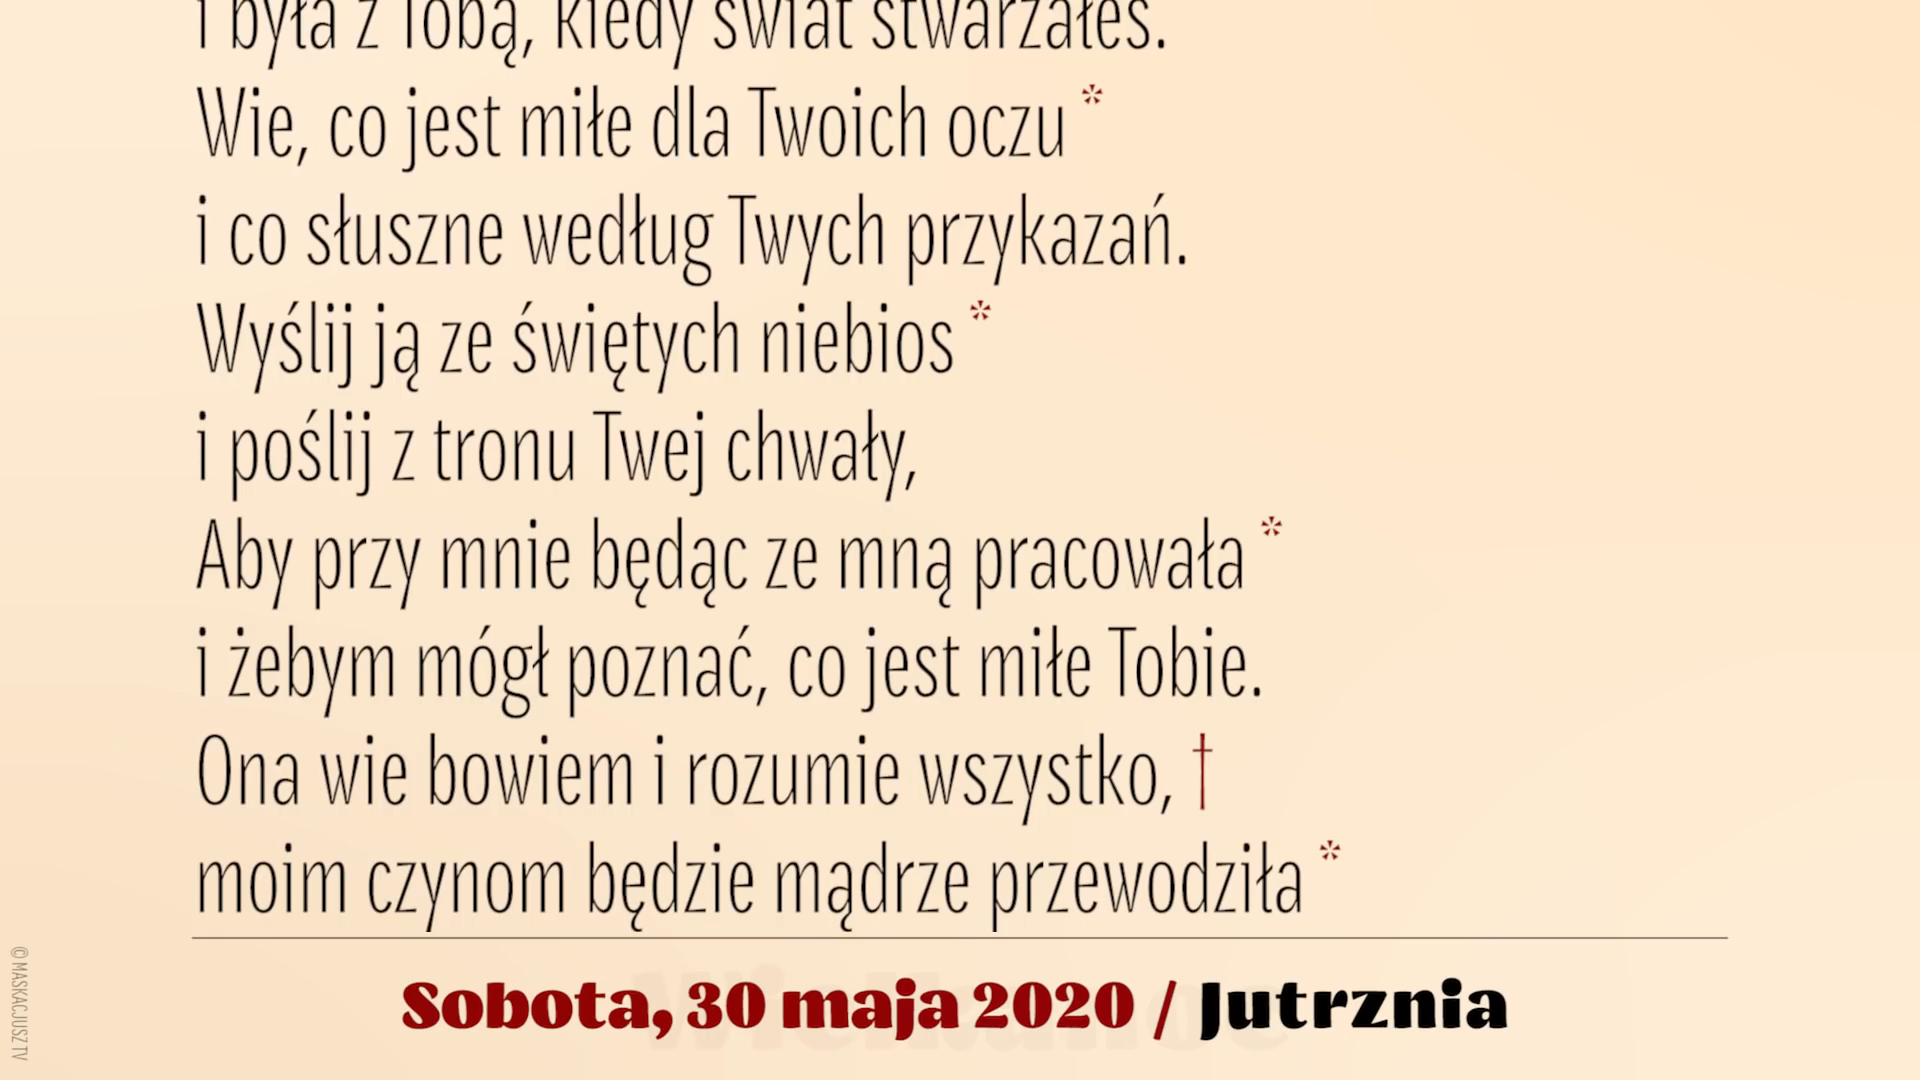 i była z Tobą, kiedy świat stwarzałeś.
Wie, co jest miłe dla Twoich oczu *
i co słuszne według Twych przykazań.
Wyślij ją ze świętych niebios *
i poślij z tronu Twej chwały,
Aby przy mnie będąc ze mną pracowała *
i żebym mógł poznać, co jest miłe Tobie.
Ona wie bowiem i rozumie wszystko, †
moim czynom będzie mądrze przewodziła *
Sobota, 30 maja 2020 / Jutrznia
© MASKACJUSZ TV